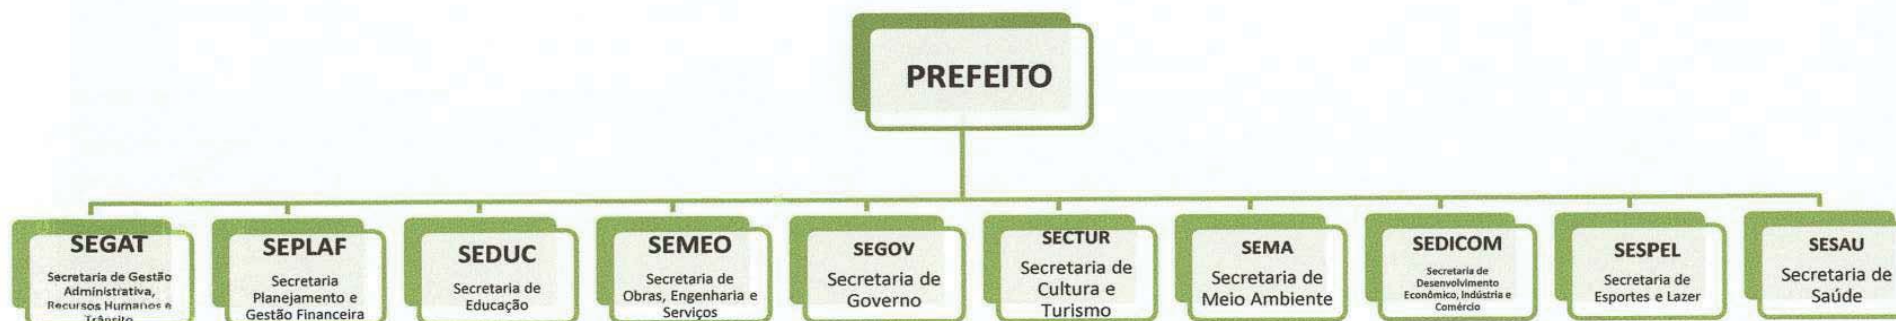 PREFEITO
SEGAT
Secretaria de Gestão
Administrativa,
Recursos Humanos e
Trânsito
SEPLAF
Secretaria
Planejamento e
Gestão Financeira
SEDUC
Secretaria de
Educação
SEMEO
Secretaria de
Obras, Engenharia e
Serviços
SEGOV
Secretaria de
Governo
SECTUR
Secretaria de
Cultura e
Turismo
SEMA
Secretaria de
Meio Ambiente
SEDICOM
Secretaria de
Desenvolvimento
Econômico, Indústria e
Comércio
SESPEL
Secretaria de
Esportes e Lazer
SESAU
Secretaria de
Saúde